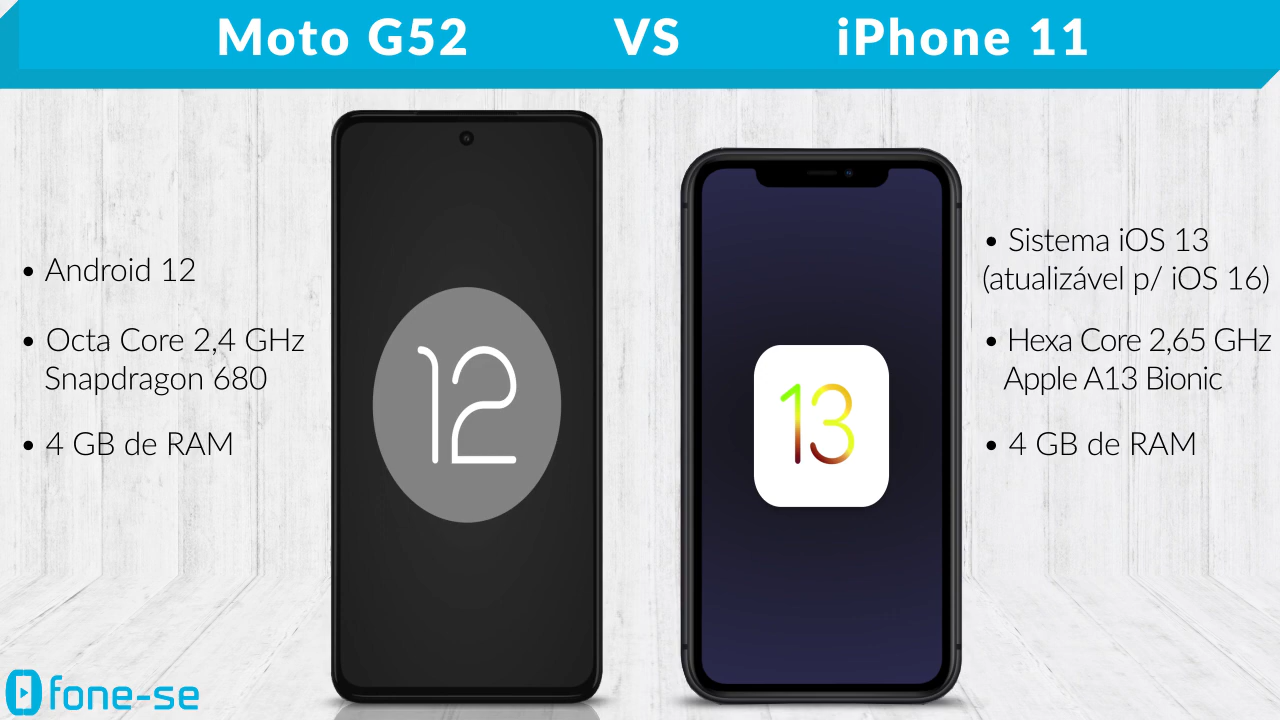 Moto G52 VS iPhone 11
• Android 12
• Octa Core 2,4 GHz
Snapdragon 680
• 4 GB de RAM
12
13
• Sistema iOS 13
(atualizável p/ iOS 16)
• Hexa Core 2,65 GHz
Apple A13 Bionic
• 4 GB de RAM
fone-se